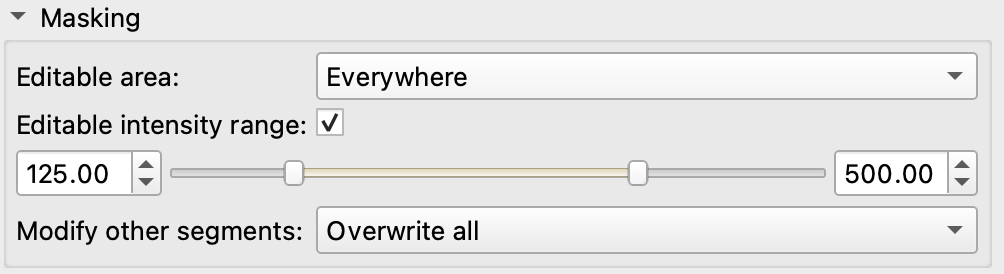 Masking
Editable area: Everywhere
Editable intensity range:
125.00 500.00
Modify other segments: Overwrite all